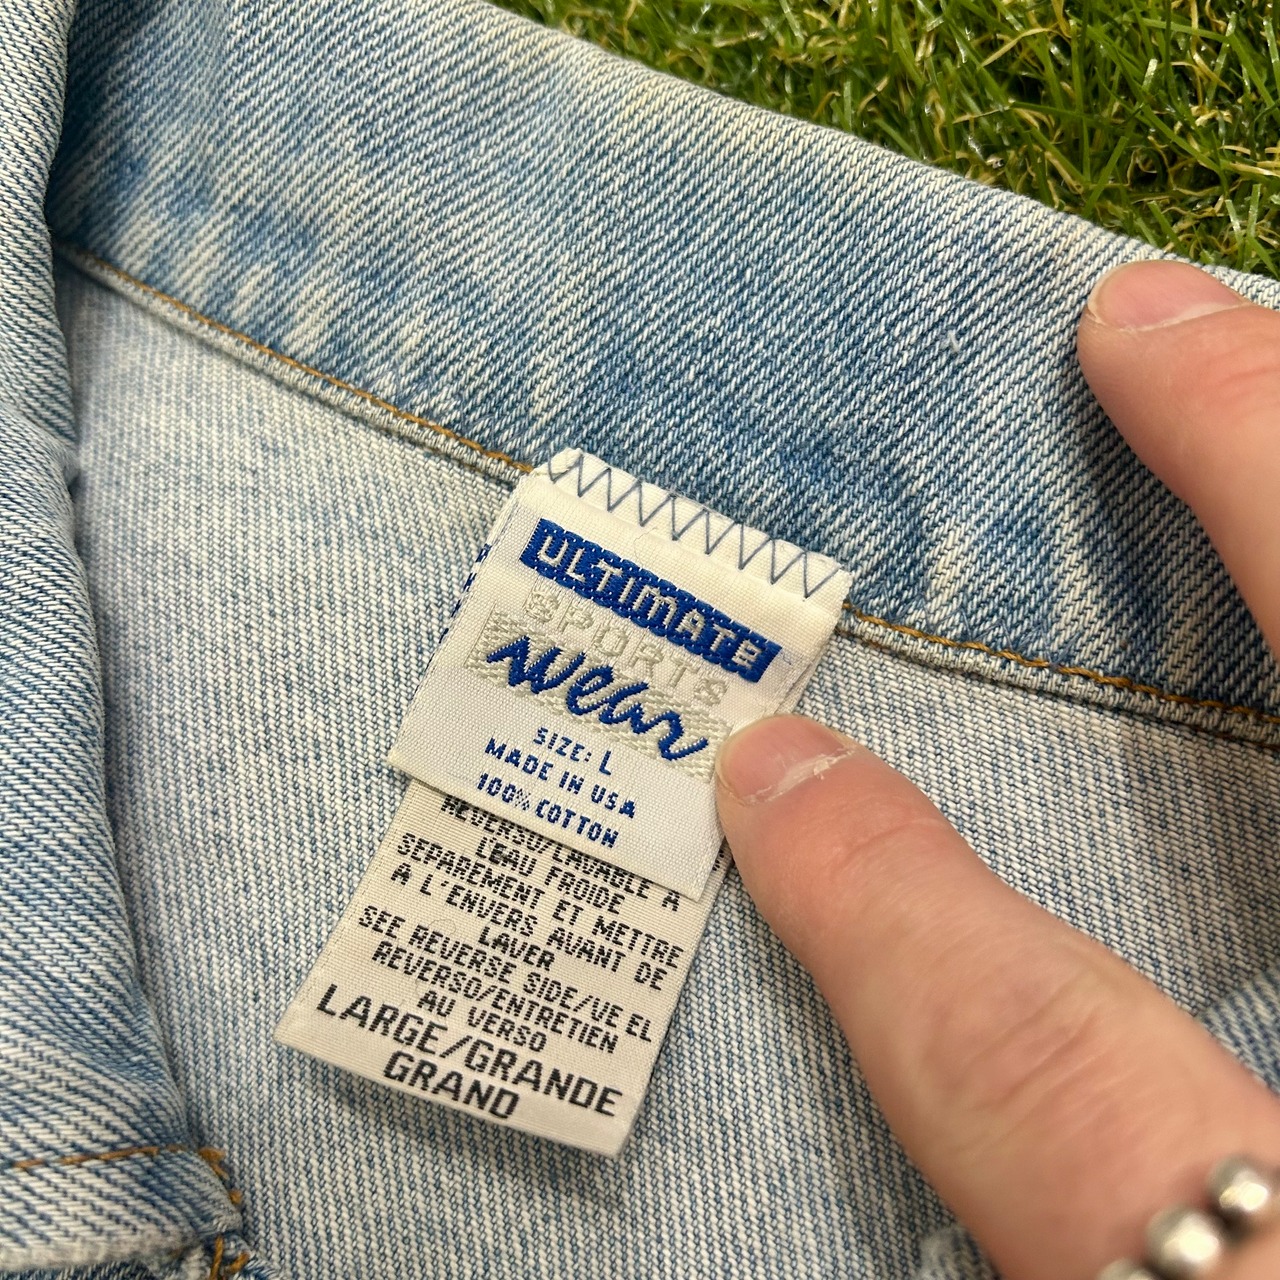 ULTIMATE
SPORTS
wear
SIZE: L
MADE IN USA
100% COTTON
REVERSO/LAVABLE À
L'EAU FROIDE
SEPAREMENT ET METTRE
À L'ENVERS AVANT DE
LAVER
SEE REVERSE SIDE/VE EL
REVERSO/ENTRETIEN
AU VERSO
LARGE/GRANDE
GRAND